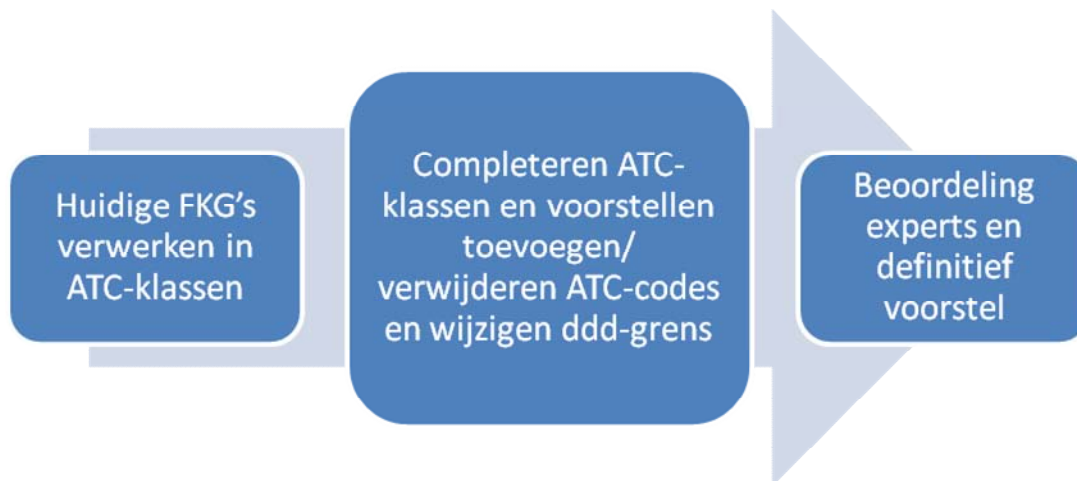 Huidige FKG’s
verwerken in
ATC-klassen
Completeren ATC-
klassen en voorstellen
toevoegen/
verwijderen ATC-codes
en wijzigen ddd-grens
Beoordeling
experts en
definitief
voorstel